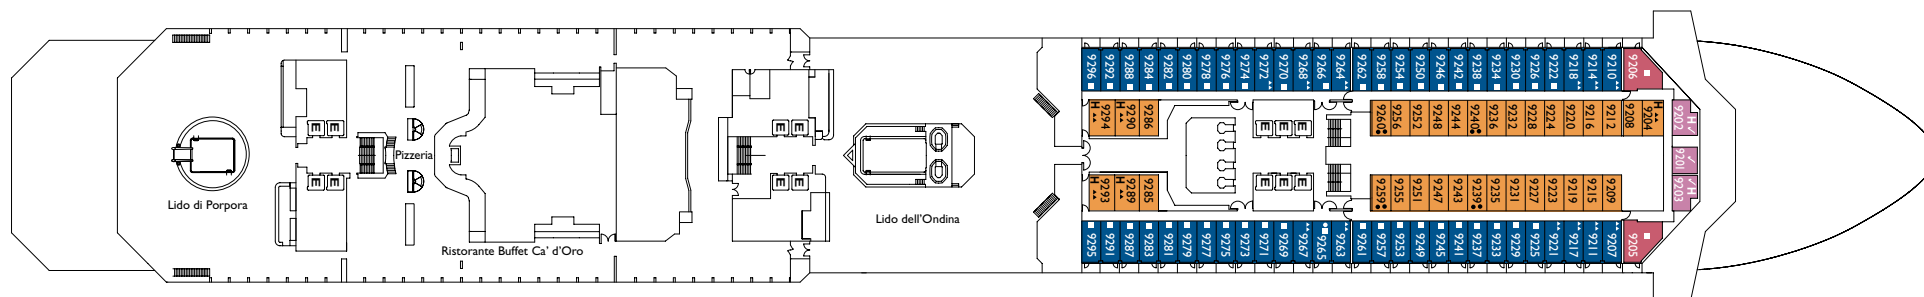 Lido di Porpora
E E
E E
Pizzeria
Ristorante Buffet Ca' d'Oro
E E
E E
Lido dell'Ondina
9296 9292 9288 9284 9282 9280 9278 9276 9274 9272 9270 9268 9266 9264 9262 9258 9254 9250 9246 9242 9238 9234 9230 9226 9222 9218 9214 9210 9206
H 9294 H 9290 9286
E E E
9260 9256 9252 9248 9244 9240 9236 9232 9228 9224 9220 9216 9212 9208 H 9204
9202 H
9201
9203 H
H 9293 H 9289 9285
E E E
9259 9255 9251 9247 9243 9239 9235 9231 9227 9223 9219 9215 9209
9295 9291 9287 9283 9281 9279 9277 9275 9273 9271 9269 9267 9265 9263 9261 9257 9253 9249 9245 9241 9237 9233 9229 9225 9221 9217 9211 9207 9205